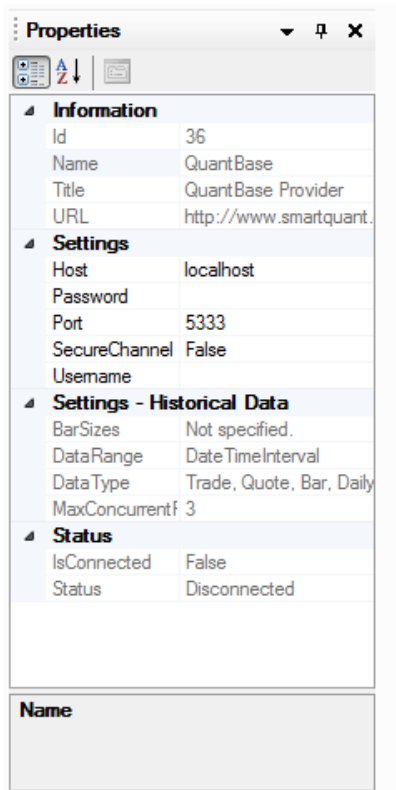 Properties
Information
Id 36
Name QuantBase
Title QuantBase Provider
URL http://www.smartquant.
Settings
Host localhost
Password
Port 5333
SecureChannel False
Username
Settings - Historical Data
BarSizes Not specified.
DataRange DateTimeInterval
DataType Trade, Quote, Bar, Daily
MaxConcurrentF 3
Status
IsConnected False
Status Disconnected
Name